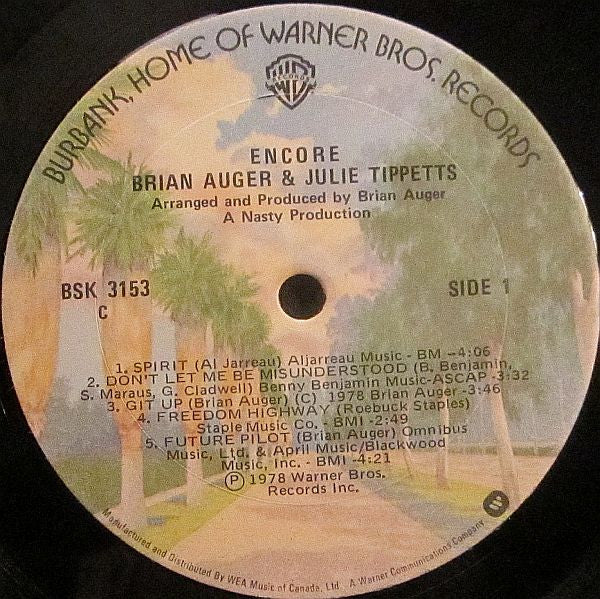 BURBANK, HOME OF WARNER BROS. RECORDS
RECORDS
ENCORE
BRIAN AUGER & JULIE TIPPETTS
Arranged and Produced by Brian Auger
A Nasty Production
BSK 3153
C
SIDE 1
1. SPIRIT (Al Jarreau) Aljarreau Music - BM -4:06
2. DON'T LET ME BE MISUNDERSTOOD (B. Benjamin,
S. Maraus, G. Cladwell) Benny Benjamin Music-ASCAP -3:32
3. GIT UP (Brian Auger) (C) 1978 Brian Auger -3:46
4. FREEDOM HIGHWAY (Roebuck Staples)
Staple Music Co. - BMI -2:49
5. FUTURE PILOT (Brian Auger) Omnibus
Music, Ltd. & April Music/Blackwood
Music, Inc. - BMI -4:21
Ⓟ 1978 Warner Bros.
Records Inc.
Manufactured and Distributed By WEA Music of Canada, Ltd. A Warner Communications Company